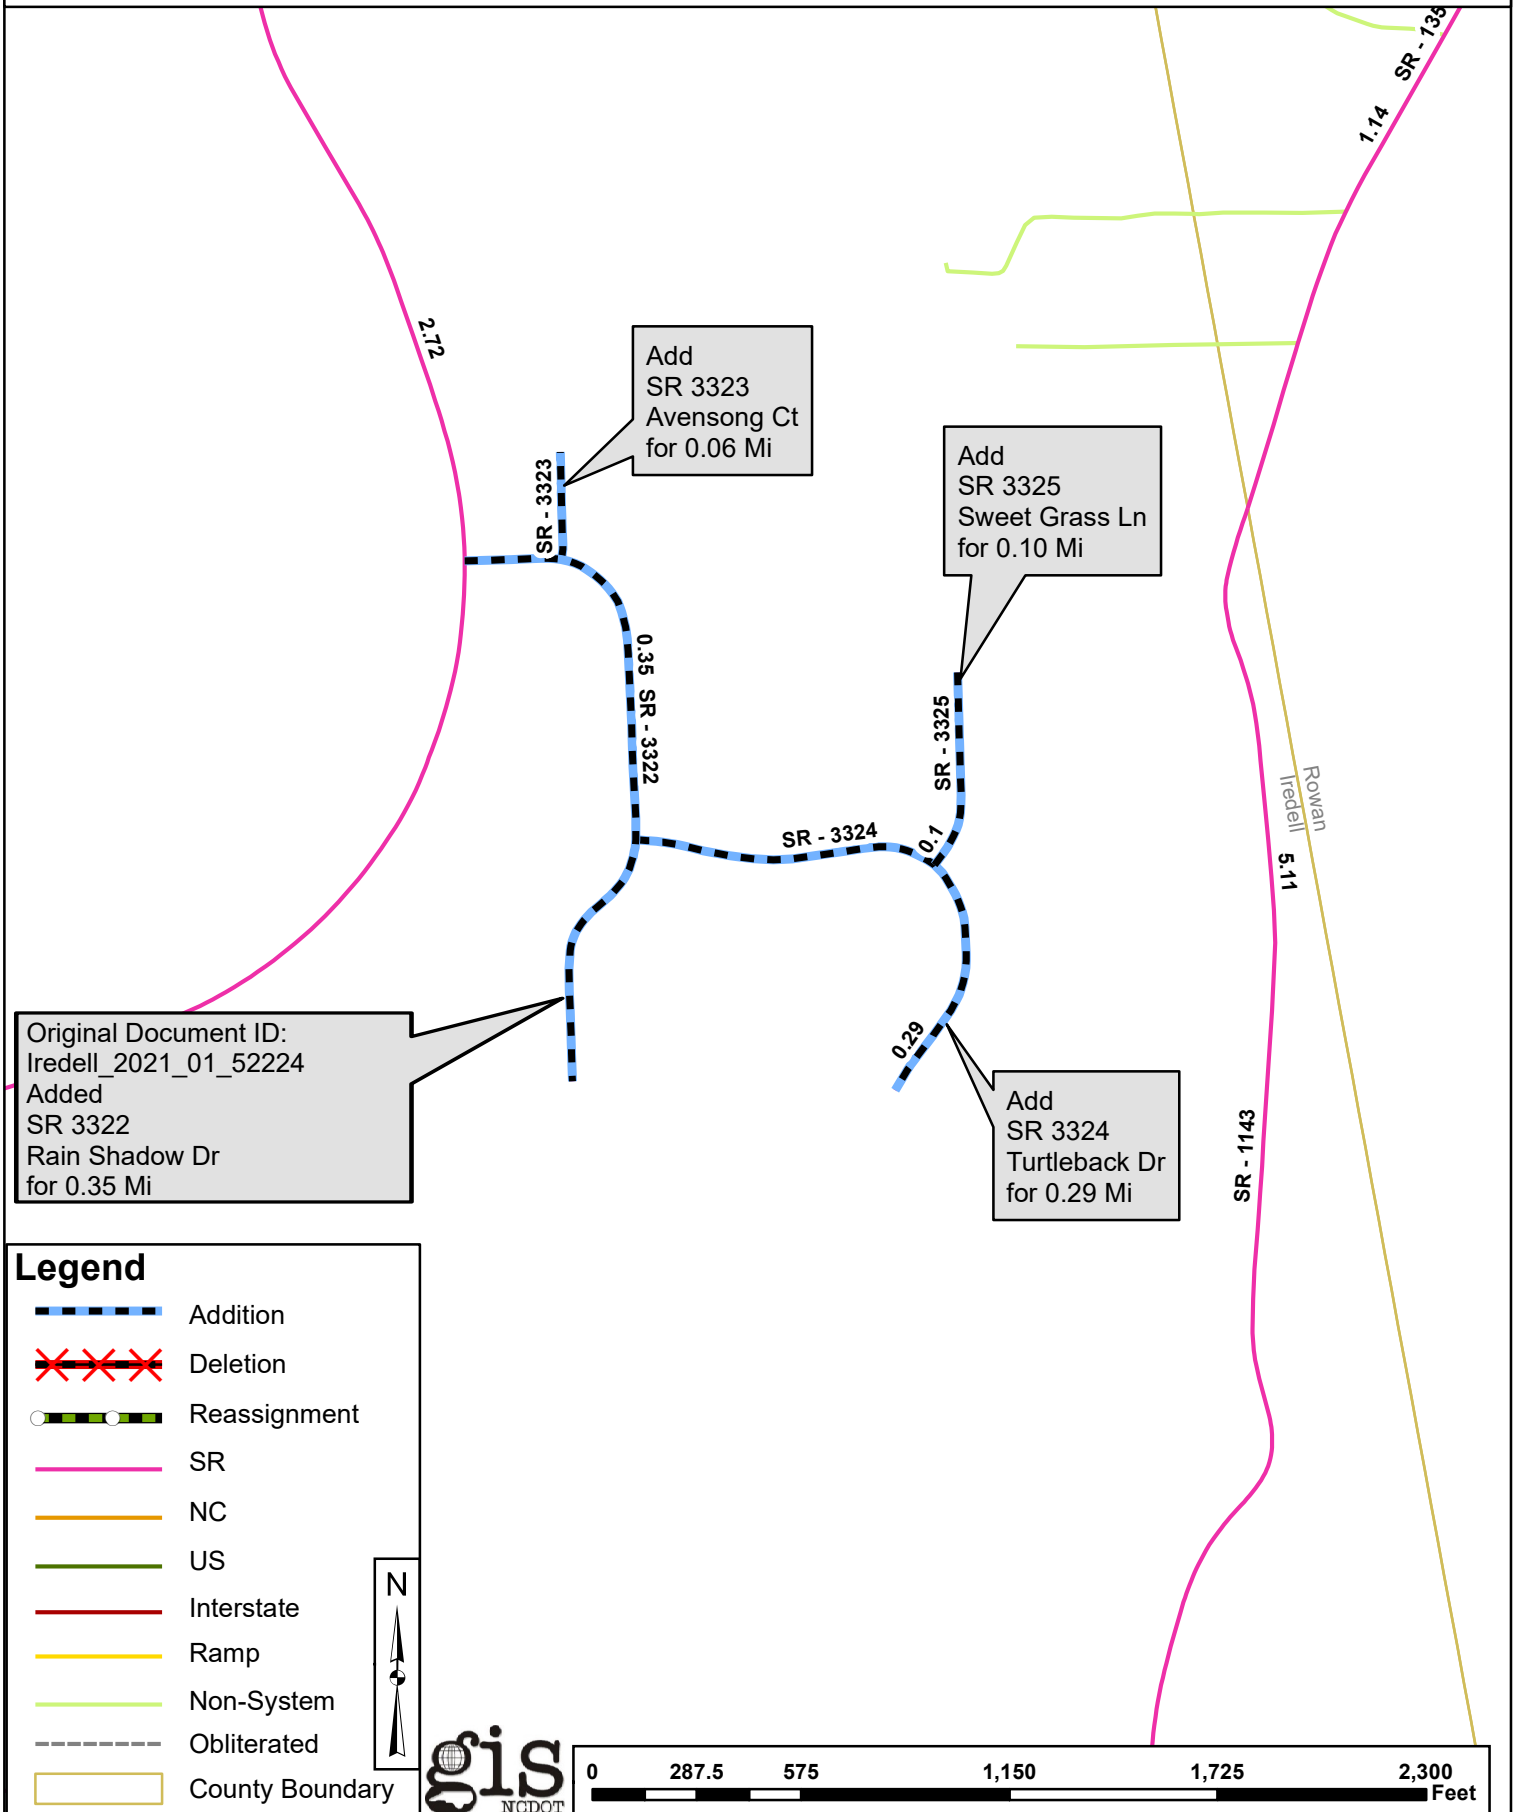 SR - 135
1.14
2.72
Add
SR 3323
Avensong Ct
for 0.06 Mi
Add
SR 3325
Sweet Grass Ln
for 0.10 Mi
SR - 3323
0.35 SR - 3322
SR - 3325
Rowan
Iredell
SR - 3324
0.1
5.11
Original Document ID:
Iredell_2021_01_52224
Added
SR 3322
Rain Shadow Dr
for 0.35 Mi
0.29
Add
SR 3324
Turtleback Dr
for 0.29 Mi
SR - 1143
Legend
Addition
Deletion
Reassignment
SR
NC
US
Interstate
Ramp
Non-System
Obliterated
County Boundary
N
gis
NCDOT
0 287.5 575 1,150 1,725 2,300
Feet